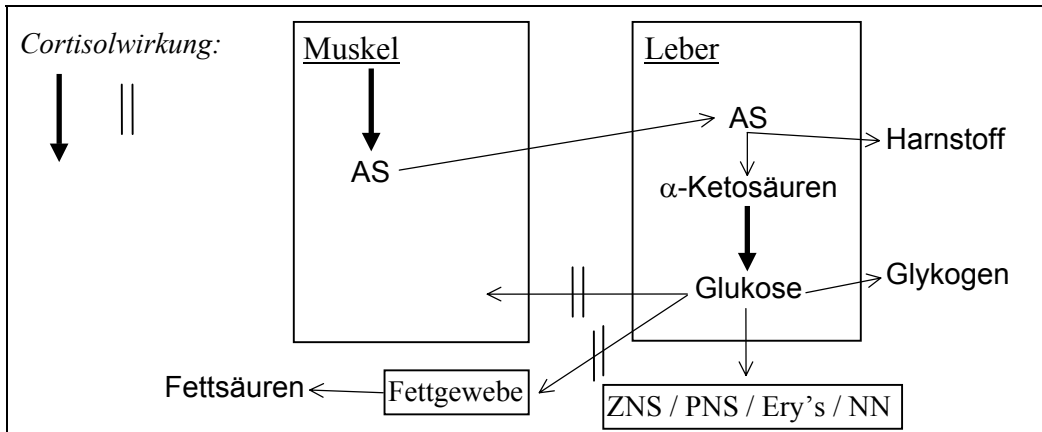 Cortisolwirkung:
Muskel
AS
Leber
AS
Harnstoff
α-Ketosäuren
Glukose
Glykogen
Fettsäuren
Fettgewebe
ZNS / PNS / Ery's / NN